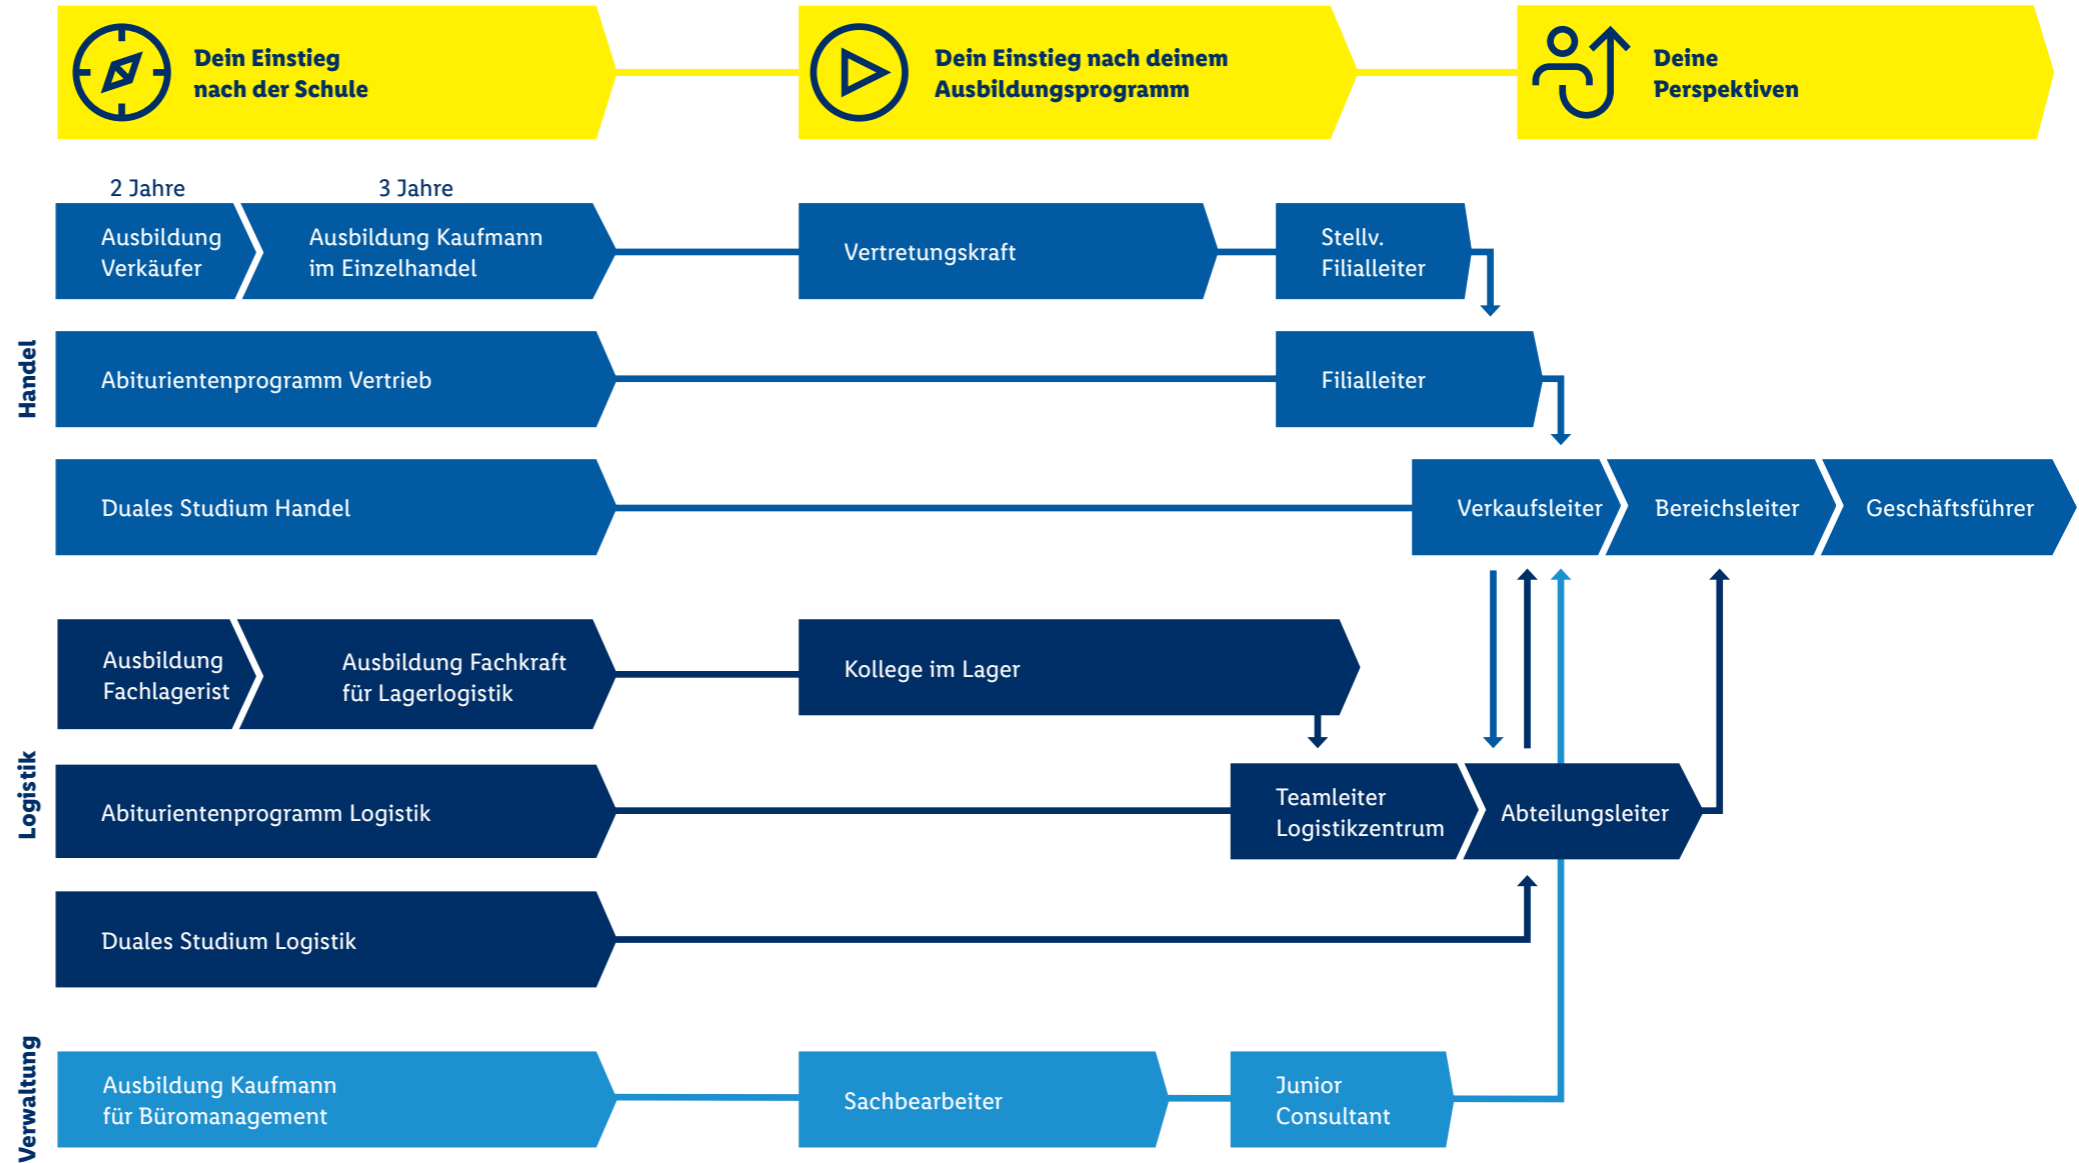 Dein Einstieg
nach der Schule
Dein Einstieg nach deinem
Ausbildungsprogramm
Deine
Perspektiven
Handel
2 Jahre
3 Jahre
Ausbildung
Verkäufer
Ausbildung Kaufmann
im Einzelhandel
Vertretungskraft
Stellv.
Filialleiter
Abiturientenprogramm Vertrieb
Filialleiter
Duales Studium Handel
Verkaufsleiter
Bereichsleiter
Geschäftsführer
Logistik
Ausbildung
Fachlagerist
Ausbildung Fachkraft
für Lagerlogistik
Kollege im Lager
Abiturientenprogramm Logistik
Teamleiter
Logistikzentrum
Abteilungsleiter
Duales Studium Logistik
Verwaltung
Ausbildung Kaufmann
für Büromanagement
Sachbearbeiter
Junior
Consultant